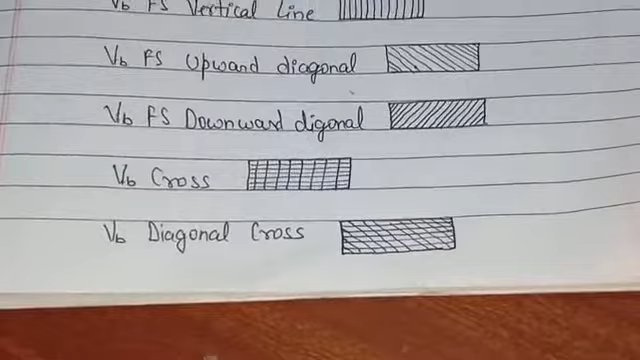 Vb FS Vertical Line
Vb FS Upward diagonal
Vb FS Downward digonal
Vb Cross
Vb Diagonal Cross